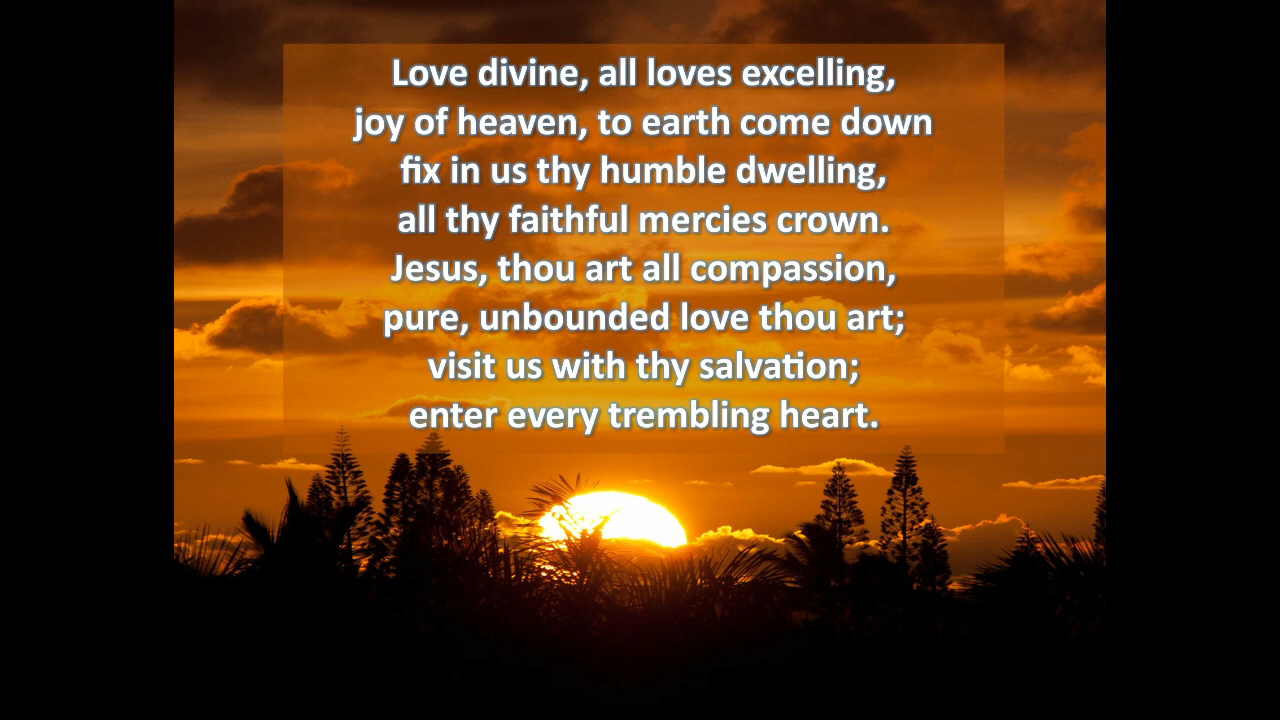 Love divine, all loves excelling,
joy of heaven, to earth come down
fix in us thy humble dwelling,
all thy faithful mercies crown.
Jesus, thou art all compassion,
pure, unbounded love thou art;
visit us with thy salvation;
enter every trembling heart.